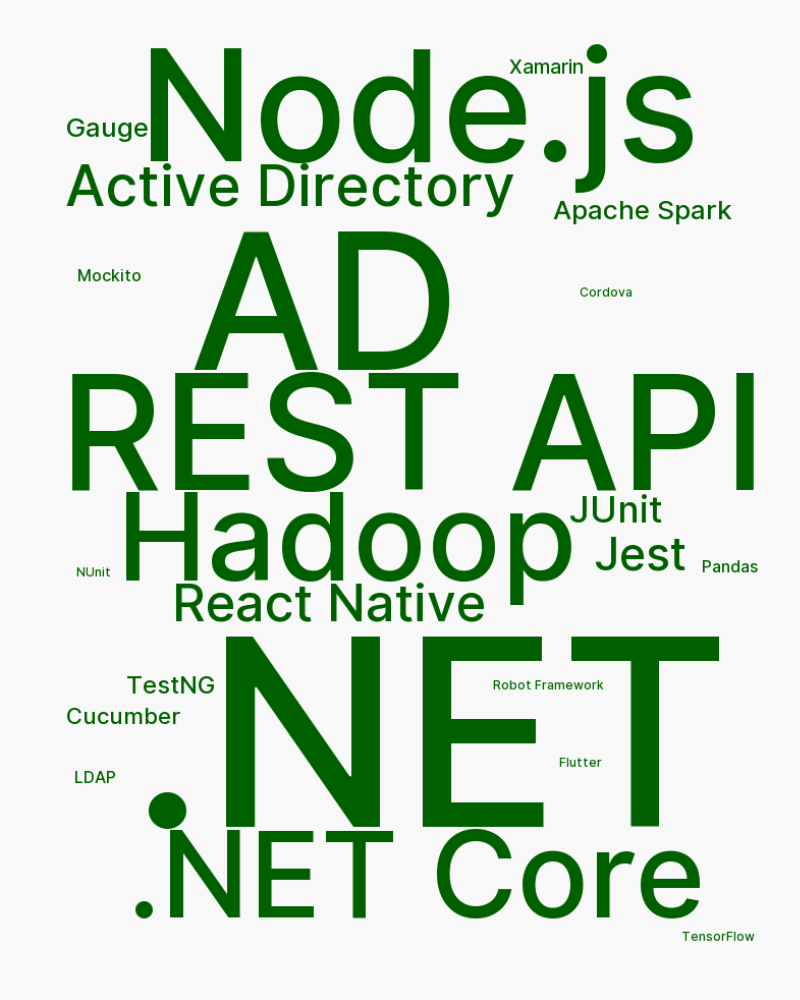 Xamarin
Node.js
Gauge
Active Directory
Apache Spark
AD
Mockito
Cordova
REST API
Hadoop
JUnit
Jest
Pandas
NUnit
React Native
.NET
TestNG
Robot Framework
Cucumber
Flutter
LDAP
.NET Core
TensorFlow